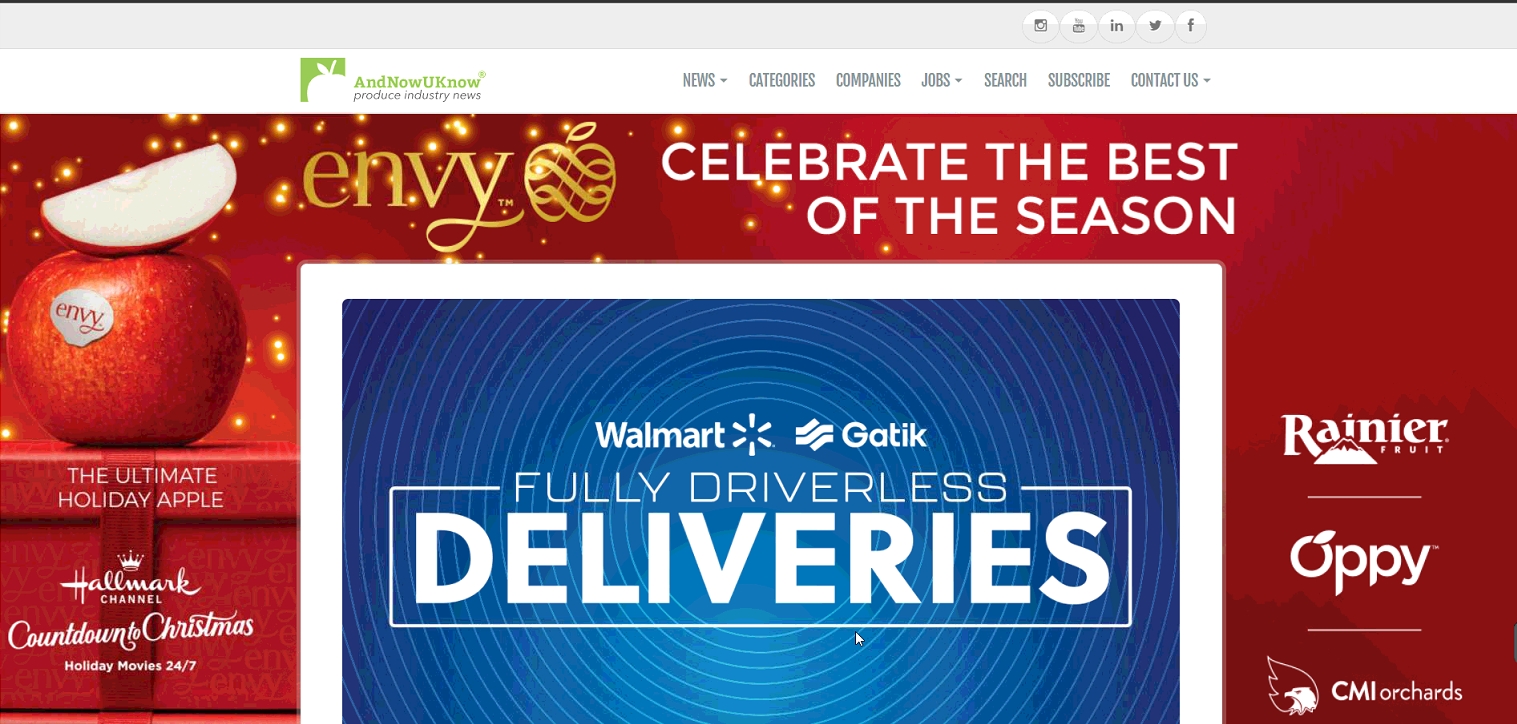 AndNowUKnow®
produce industry news
NEWS
CATEGORIES
COMPANIES
JOBS
SEARCH
SUBSCRIBE
CONTACT US
envy™
CELEBRATE THE BEST
OF THE SEASON
envy
THE ULTIMATE
HOLIDAY APPLE
Hallmark
CHANNEL
Countdown to Christmas
Holiday Movies 24/7
Walmart Gatik
FULLY DRIVERLESS
DELIVERIES
Rainier®
FRUIT
Oppy™
CMI orchards